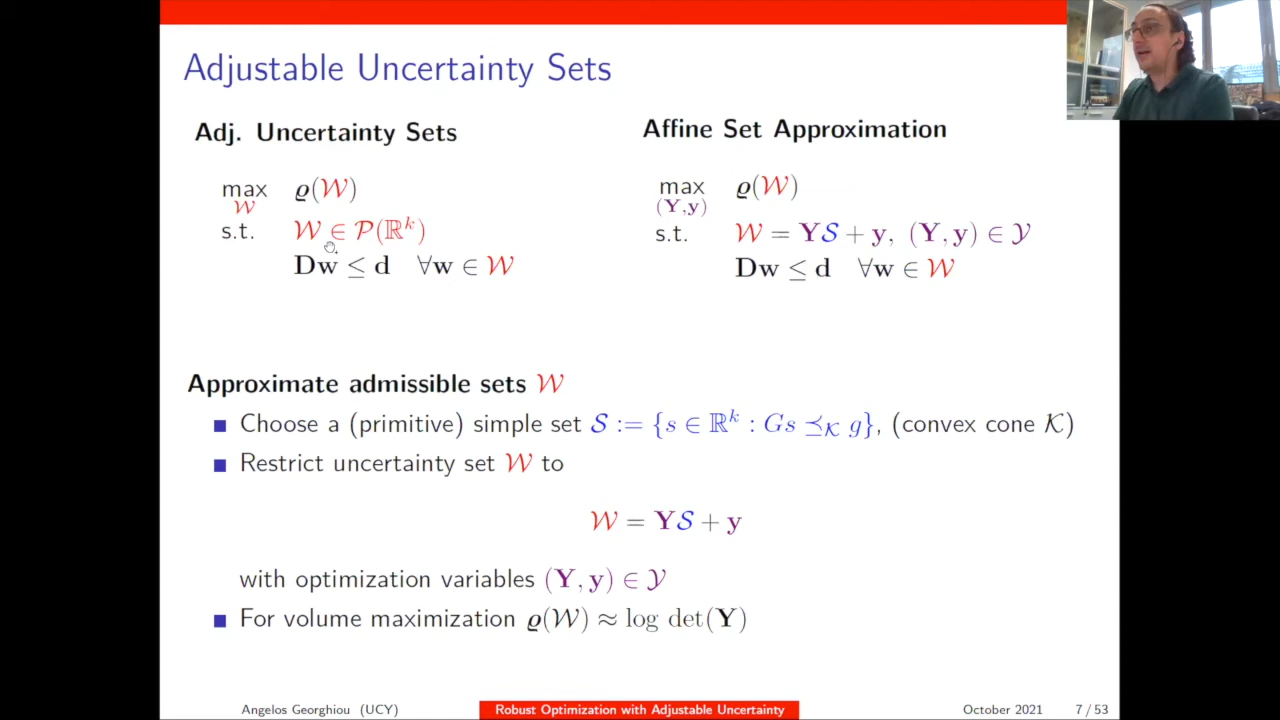 Adjustable Uncertainty Sets
Adj. Uncertainty Sets
max ϱ(𝒲)
𝒲
s.t. 𝒲 ∈ 𝒫(ℝᵏ)
Dw ≤ d ∀w ∈ 𝒲
Affine Set Approximation
max ϱ(𝒲)
(Y,y)
s.t. 𝒲 = Y𝒮 + y, (Y, y) ∈ 𝒴
Dw ≤ d ∀w ∈ 𝒲
Approximate admissible sets 𝒲
Choose a (primitive) simple set 𝒮 := {s ∈ ℝᵏ : Gs ⪯_𝒦 g}, (convex cone 𝒦)
Restrict uncertainty set 𝒲 to
𝒲 = Y𝒮 + y
with optimization variables (Y, y) ∈ 𝒴
For volume maximization ϱ(𝒲) ≈ log det(Y)
Angelos Georghiou (UCY) Robust Optimization with Adjustable Uncertainty October 2021 7 / 53